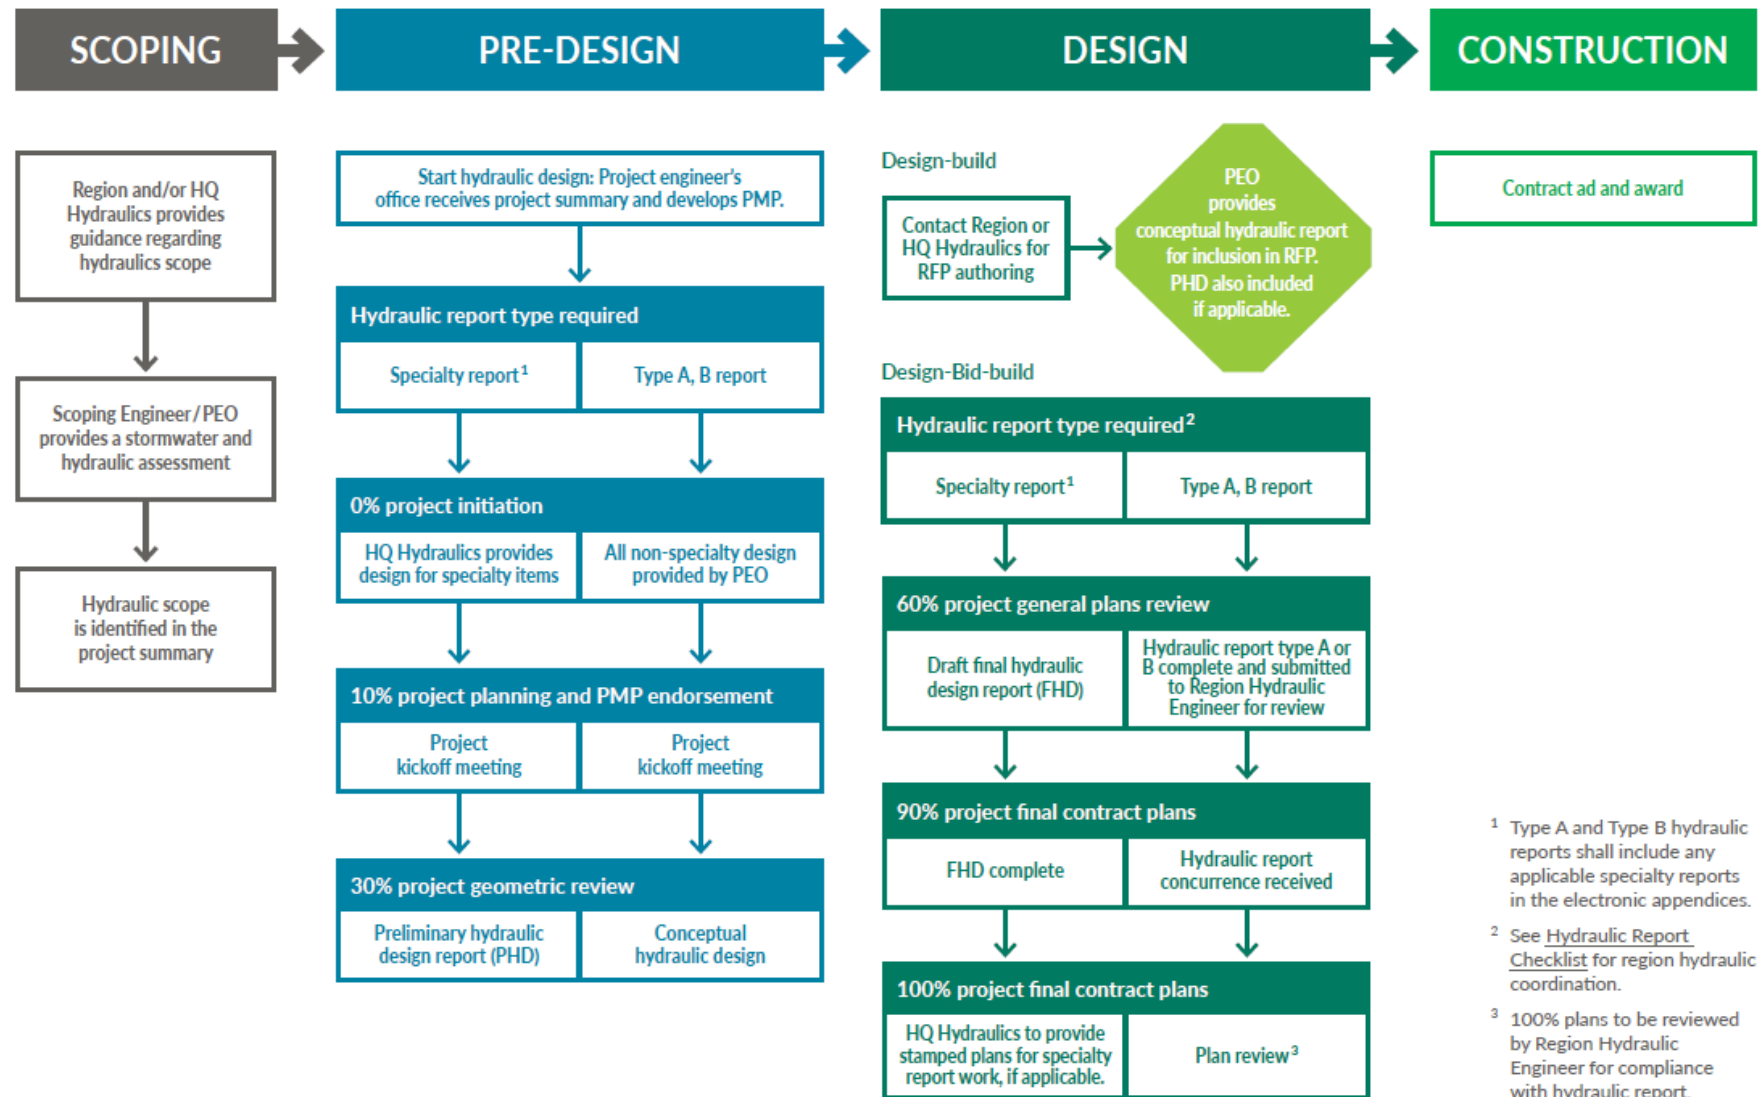 SCOPING
PRE-DESIGN
DESIGN
CONSTRUCTION
Region and/or HQ
Hydraulics provides
guidance regarding
hydraulics scope
Scoping Engineer/PEO
provides a stormwater and
hydraulic assessment
Hydraulic scope
is identified in the
project summary
Start hydraulic design: Project engineer's
office receives project summary and develops PMP.
Hydraulic report type required
Specialty report¹
Type A, B report
0% project initiation
HQ Hydraulics provides
design for specialty items
All non-specialty design
provided by PEO
10% project planning and PMP endorsement
Project
kickoff meeting
Project
kickoff meeting
30% project geometric review
Preliminary hydraulic
design report (PHD)
Conceptual
hydraulic design
Design-build
Contact Region or
HQ Hydraulics for
RFP authoring
PEO
provides
conceptual hydraulic report
for inclusion in RFP.
PHD also included
if applicable.
Design-Bid-build
Hydraulic report type required²
Specialty report¹
Type A, B report
60% project general plans review
Draft final hydraulic
design report (FHD)
Hydraulic report type A or
B complete and submitted
to Region Hydraulic
Engineer for review
90% project final contract plans
FHD complete
Hydraulic report
concurrence received
100% project final contract plans
HQ Hydraulics to provide
stamped plans for specialty
report work, if applicable.
Plan review³
Contract ad and award
¹ Type A and Type B hydraulic
reports shall include any
applicable specialty reports
in the electronic appendices.
² See Hydraulic Report
Checklist for region hydraulic
coordination.
³ 100% plans to be reviewed
by Region Hydraulic
Engineer for compliance
with hydraulic report.